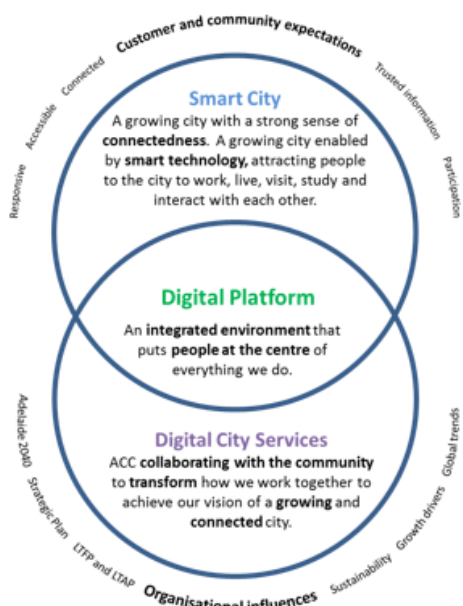 Customer and community expectations
Connected
Accessible
Responsive
Trusted information
Participation
Smart City
A growing city with a strong sense of
connectedness. A growing city enabled
by smart technology, attracting people
to the city to work, live, visit, study and
interact with each other.
Digital Platform
An integrated environment that
puts people at the centre of
everything we do.
Digital City Services
ACC collaborating with the community
to transform how we work together to
achieve our vision of a growing and
connected city.
Adelaide 2040
Strategic Plan
LTFP and LTAP
Organisational influences
Sustainability
Growth drivers
Global trends